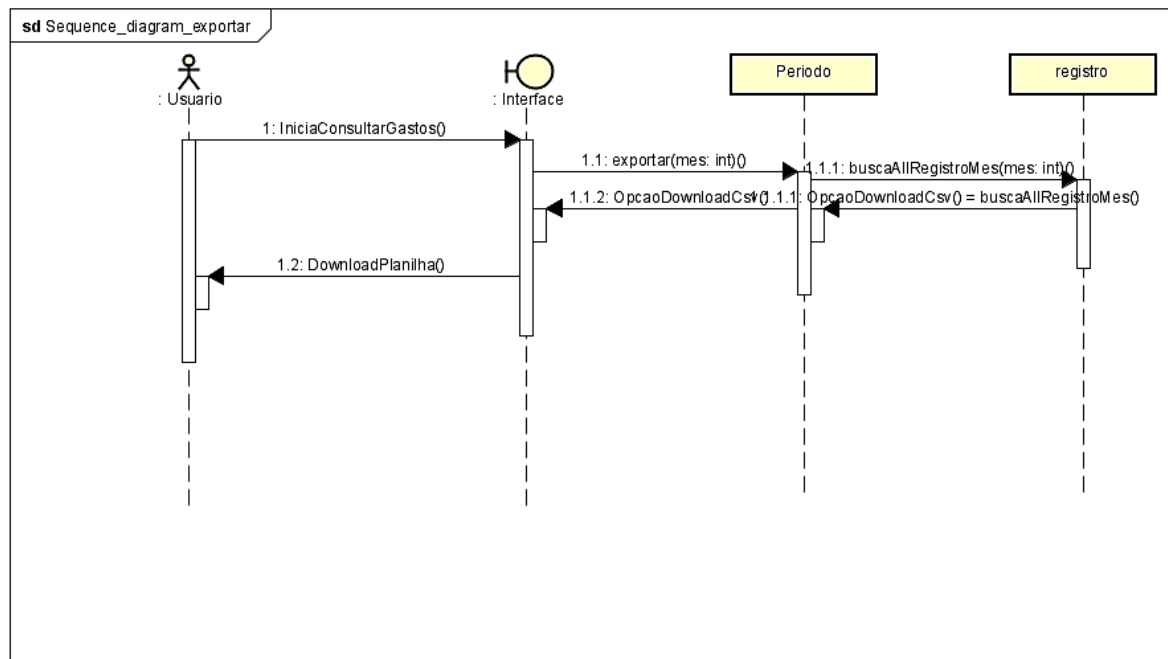 sd Sequence_diagram_exportar
: Usuario
: Interface
Periodo
registro
1: IniciaConsultarGastos()
1.1: exportar(mes: int)()
1.1.1: buscaAllRegistroMes(mes: int)()
1.1.2: OpcaoDownloadCsv()
1.1.1: OpcaoDownloadCsv() = buscaAllRegistroMes()
1.2: DownloadPlanilha()